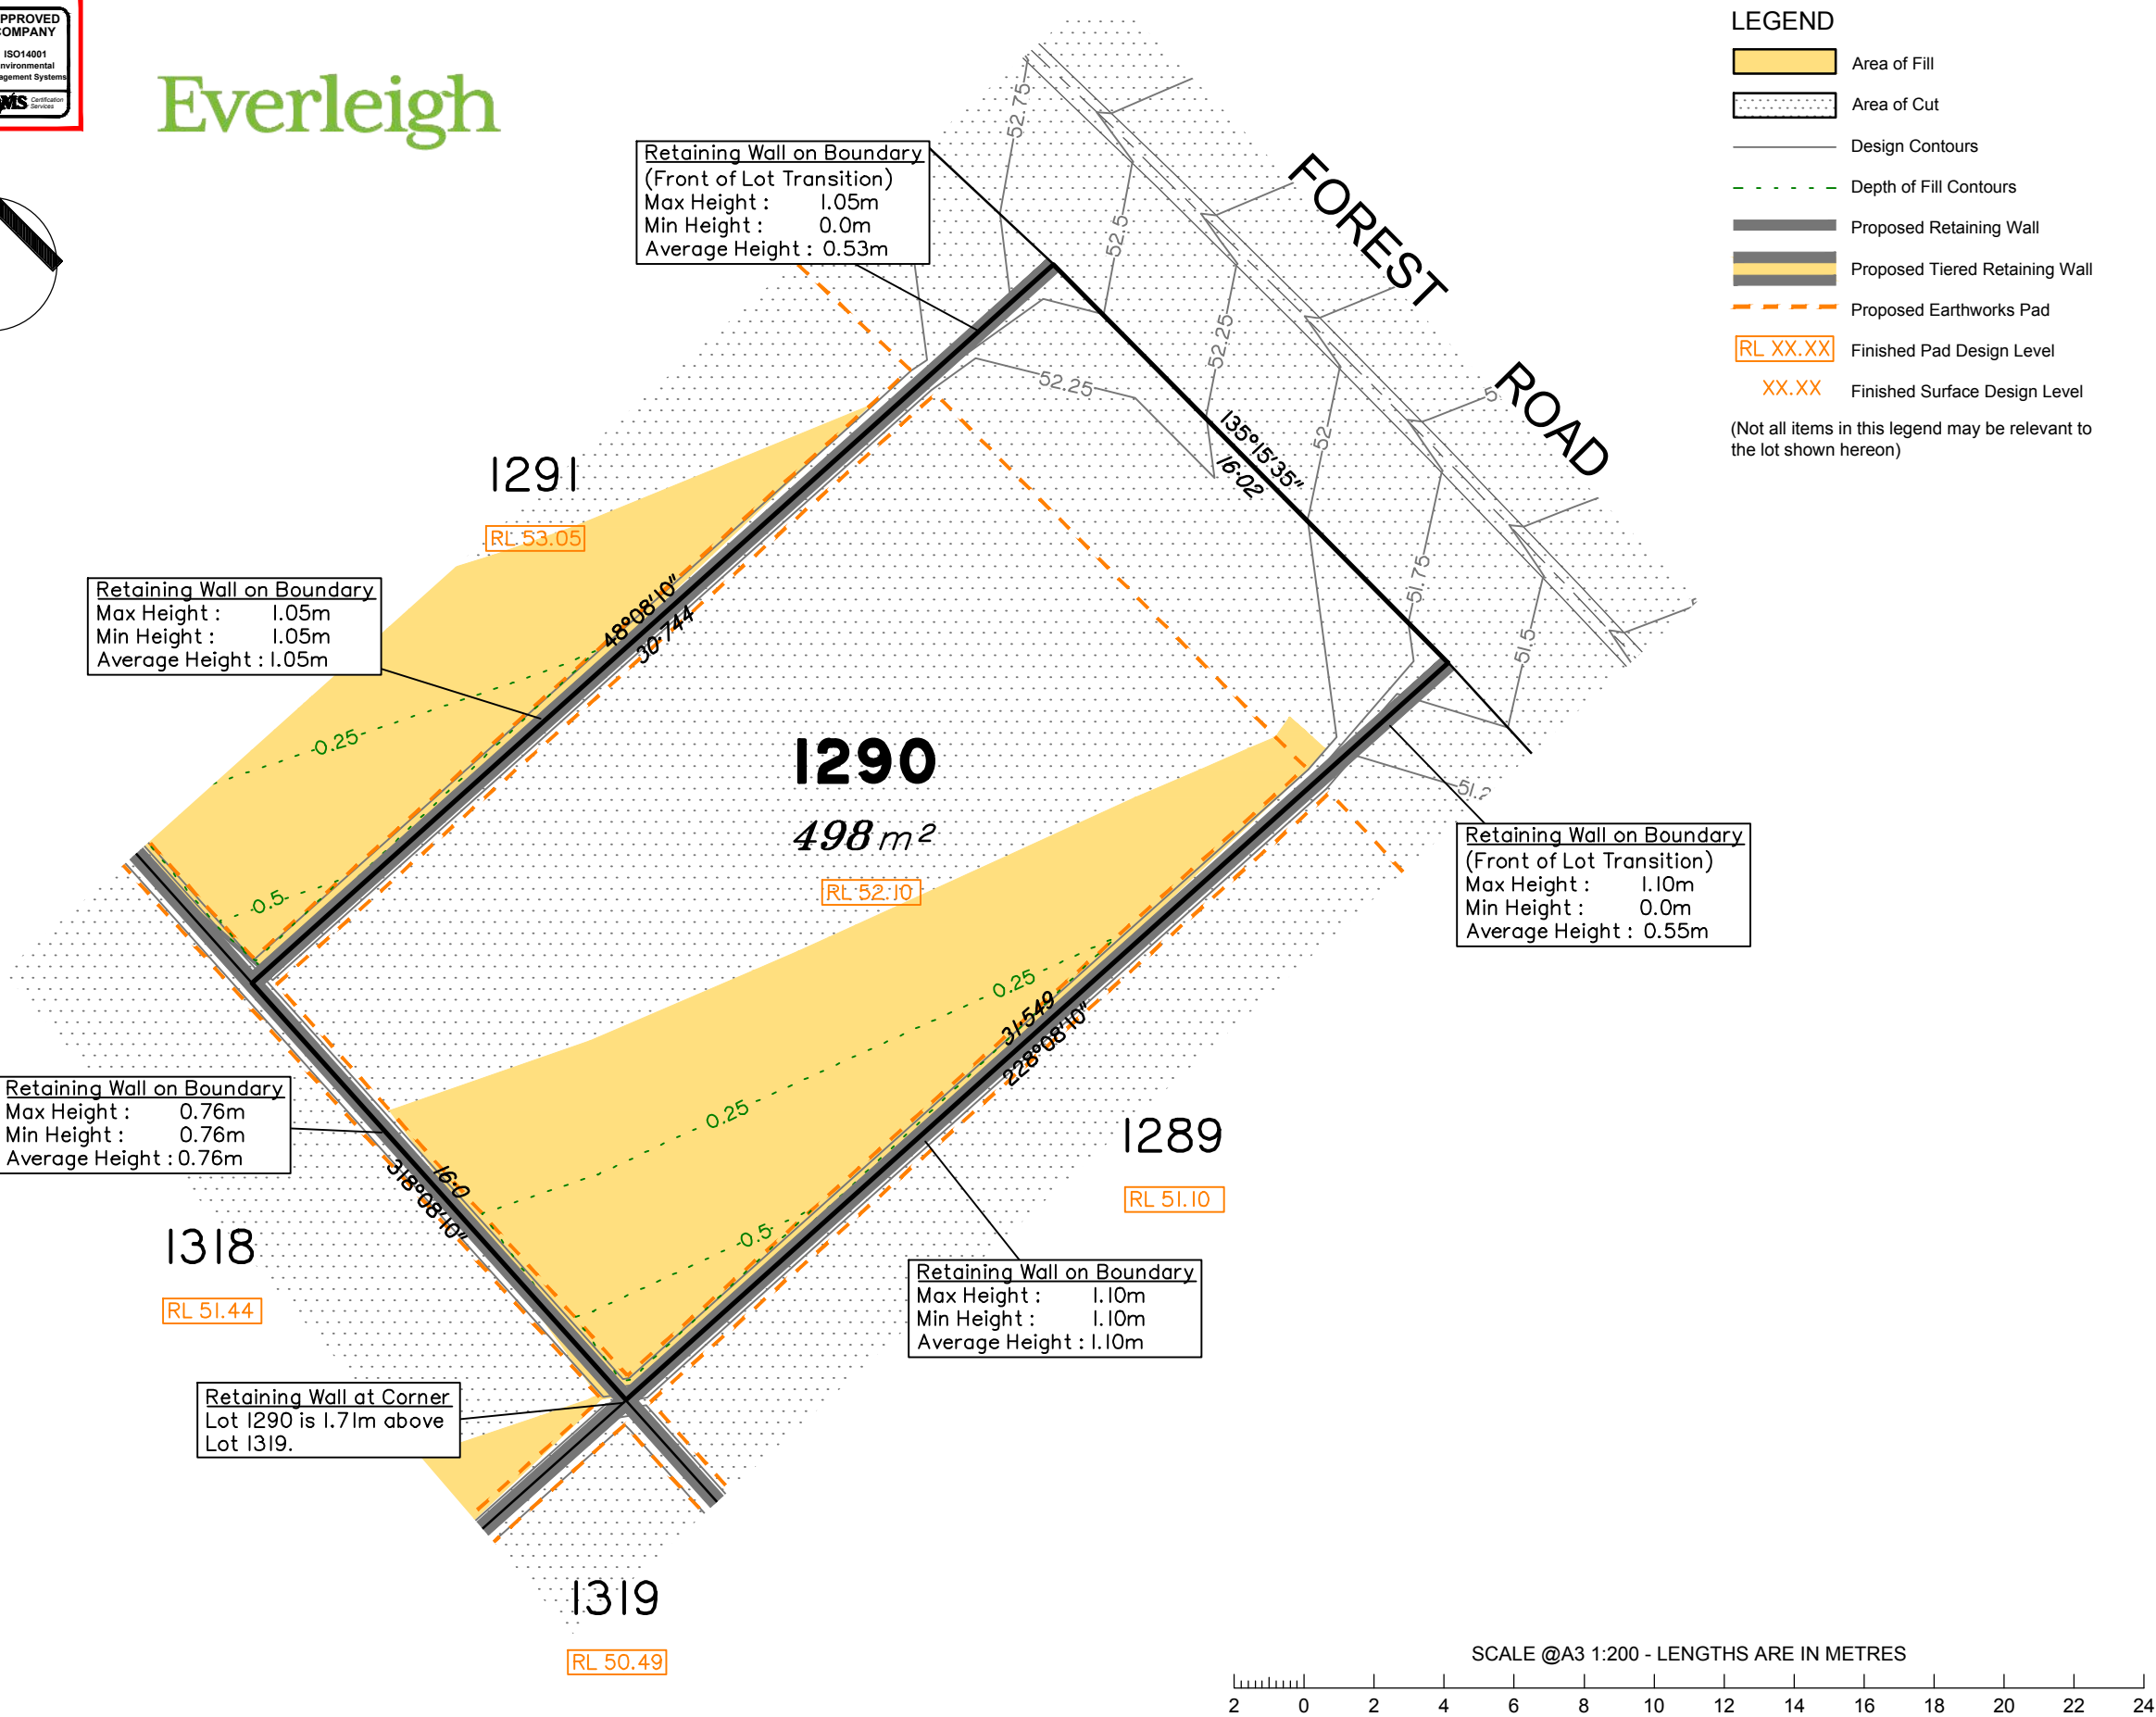 ISO14001
Certification
Services
Everleigh
LEGEND
Area of Fill
Area of Cut
Design Contours
Depth of Fill Contours
Proposed Retaining Wall
Proposed Tiered Retaining Wall
Proposed Earthworks Pad
RL XX.XX Finished Pad Design Level
XX.XX Finished Surface Design Level
(Not all items in this legend may be relevant to
the lot shown hereon)
Retaining Wall on Boundary
(Front of Lot Transition)
Max Height : 1.05m
Min Height : 0.0m
Average Height : 0.53m
52.75
52.5
52.25
52.25
52
51.75
51.5
FOREST
ROAD
135°15'35"
16.02
1291
RL 53.05
Retaining Wall on Boundary
Max Height : 1.05m
Min Height : 1.05m
Average Height : 1.05m
48°08'10"
30.744
0.25
0.5
1290
498 m²
RL 52.10
Retaining Wall on Boundary
(Front of Lot Transition)
Max Height : 1.10m
Min Height : 0.0m
Average Height : 0.55m
0.25
0.25
0.5
31.549
228°08'10"
Retaining Wall on Boundary
Max Height : 0.76m
Min Height : 0.76m
Average Height : 0.76m
16.0
318°08'10"
1289
RL 51.10
1318
RL 51.44
Retaining Wall on Boundary
Max Height : 1.10m
Min Height : 1.10m
Average Height : 1.10m
Retaining Wall at Corner
Lot 1290 is 1.71m above
Lot 1319.
1319
RL 50.49
SCALE @A3 1:200 - LENGTHS ARE IN METRES
2 0 2 4 6 8 10 12 14 16 18 20 22 24